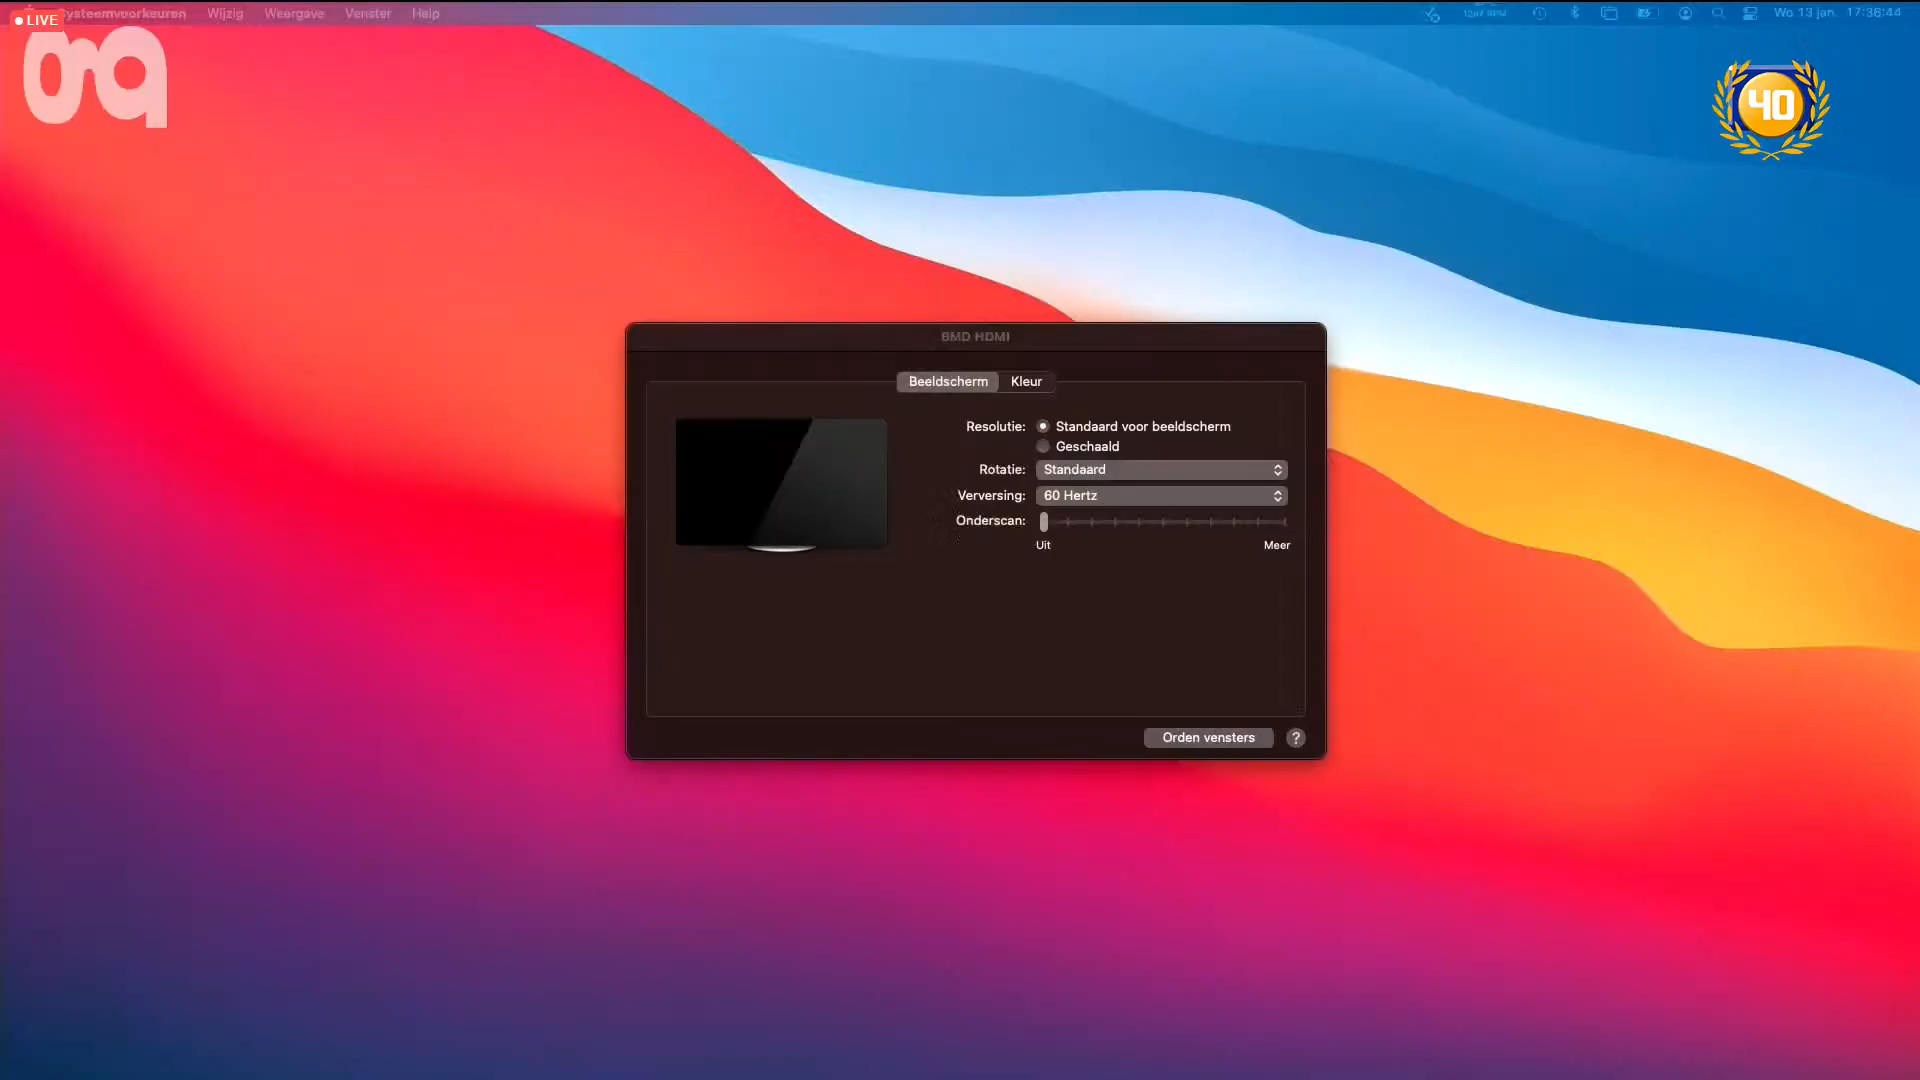 LIVE
Systeemvoorkeuren Wijzig Weergave Venster Help
Wo 13 jan. 17:36:44
40
BMD HDMI
Beeldscherm Kleur
Resolutie: Standaard voor beeldscherm
Geschaald
Rotatie: Standaard
Verversing: 60 Hertz
Onderscan:
Uit Meer
Orden vensters ?